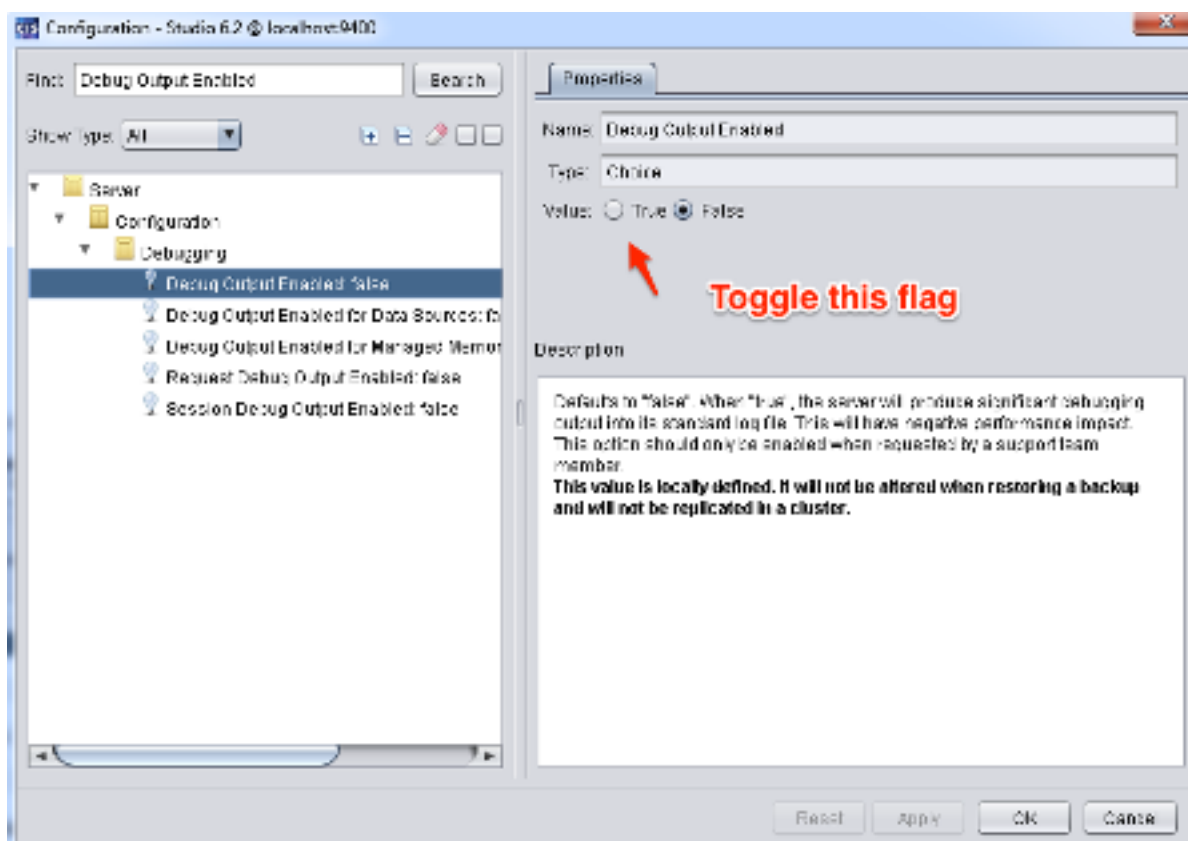 Configuration - Studio 6.2 @ localhost:9400
Find: Debug Output Enabled Search
Show Type: All
Server
Configuration
Debugging
Debug Output Enabled: false
Debug Output Enabled for Data Sources: fa
Debug Output Enabled for Managed Memor
Request Debug Output Enabled: false
Session Debug Output Enabled: false
Properties
Name: Debug Output Enabled
Type: Choice
Value: True False
Toggle this flag
Description
Defaults to "false". When "true", the server will produce significant debugging
output into its standard log file. This will have negative performance impact.
This option should only be enabled when requested by a support team
member.
This value is locally defined. It will not be altered when restoring a backup
and will not be replicated in a cluster.
Reset Apply OK Cancel